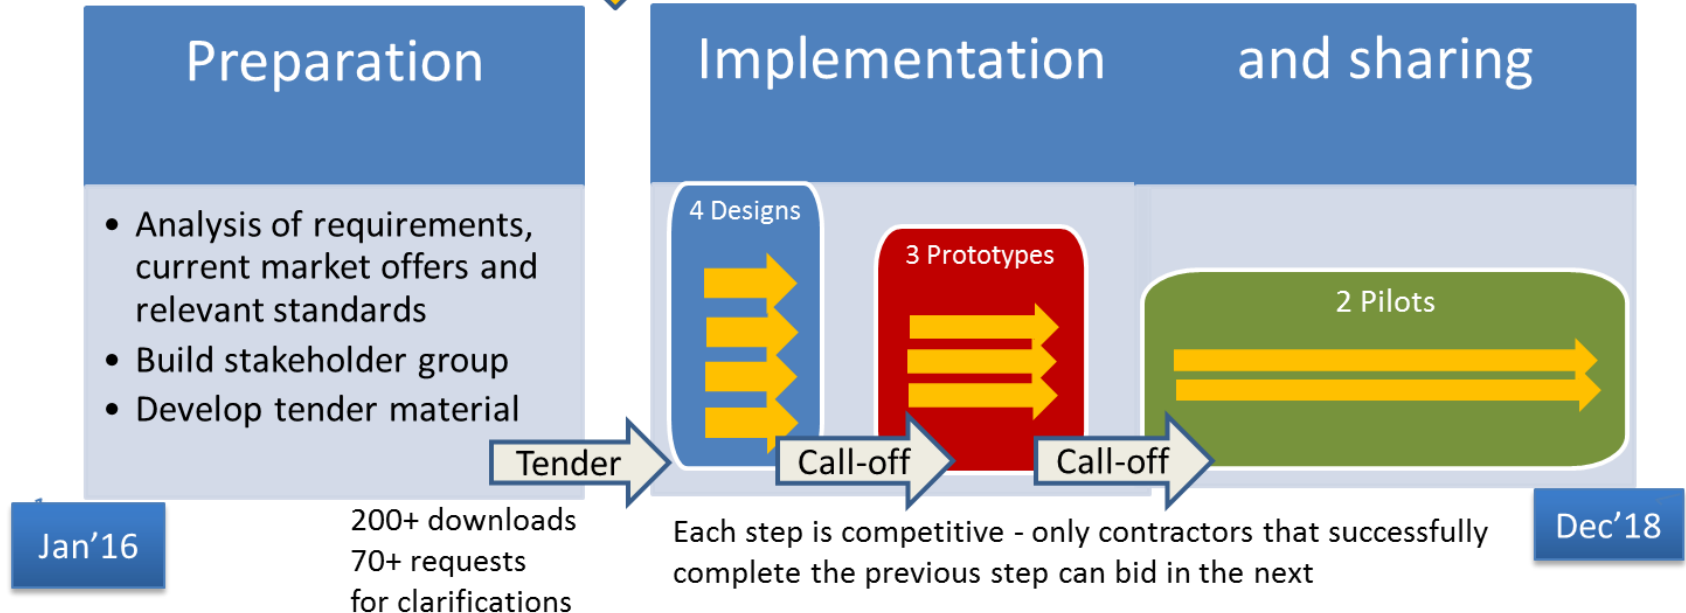 Preparation
Implementation and sharing
• Analysis of requirements,
current market offers and
relevant standards
• Build stakeholder group
• Develop tender material
4 Designs
3 Prototypes
2 Pilots
Tender
Call-off
Call-off
Jan’16
200+ downloads
70+ requests
for clarifications
Each step is competitive - only contractors that successfully
complete the previous step can bid in the next
Dec’18